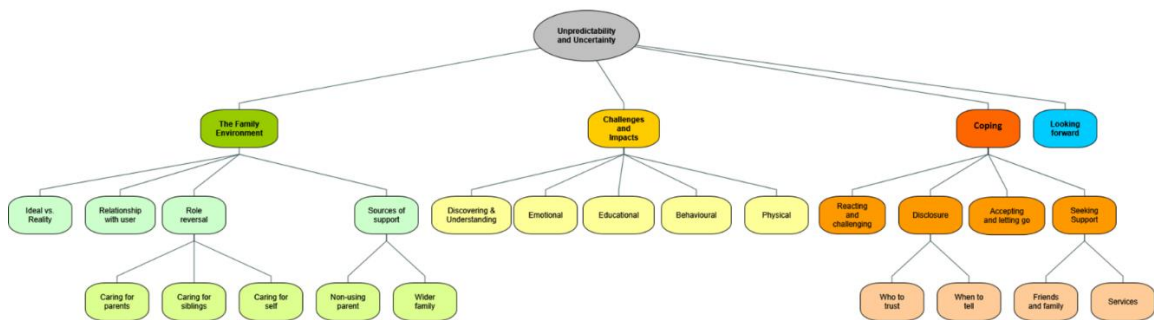 Unpredictability
and Uncertainty
The Family
Environment
Challenges
and
Impacts
Coping
Looking
forward
Ideal vs.
Reality
Relationship
with user
Role
reversal
Sources of
support
Discovering &
Understanding
Emotional
Educational
Behavioural
Physical
Reacting
and
challenging
Disclosure
Accepting
and letting go
Seeking
Support
Caring for
parents
Caring for
siblings
Caring for
self
Non-using
parent
Wider
family
Who to
trust
When to
tell
Friends
and family
Services